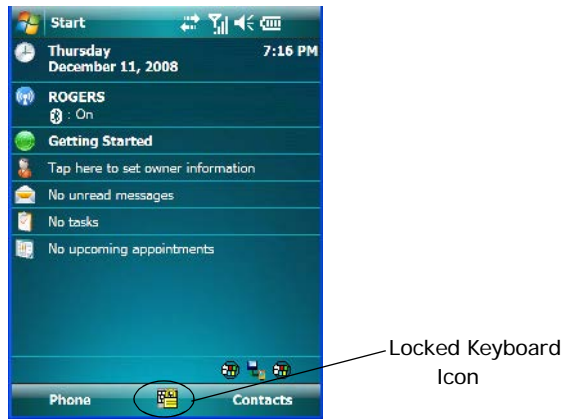 Start
Thursday 7:16 PM
December 11, 2008
ROGERS
: On
Getting Started
Tap here to set owner information
No unread messages
No tasks
No upcoming appointments
Locked Keyboard
Icon
Phone Contacts